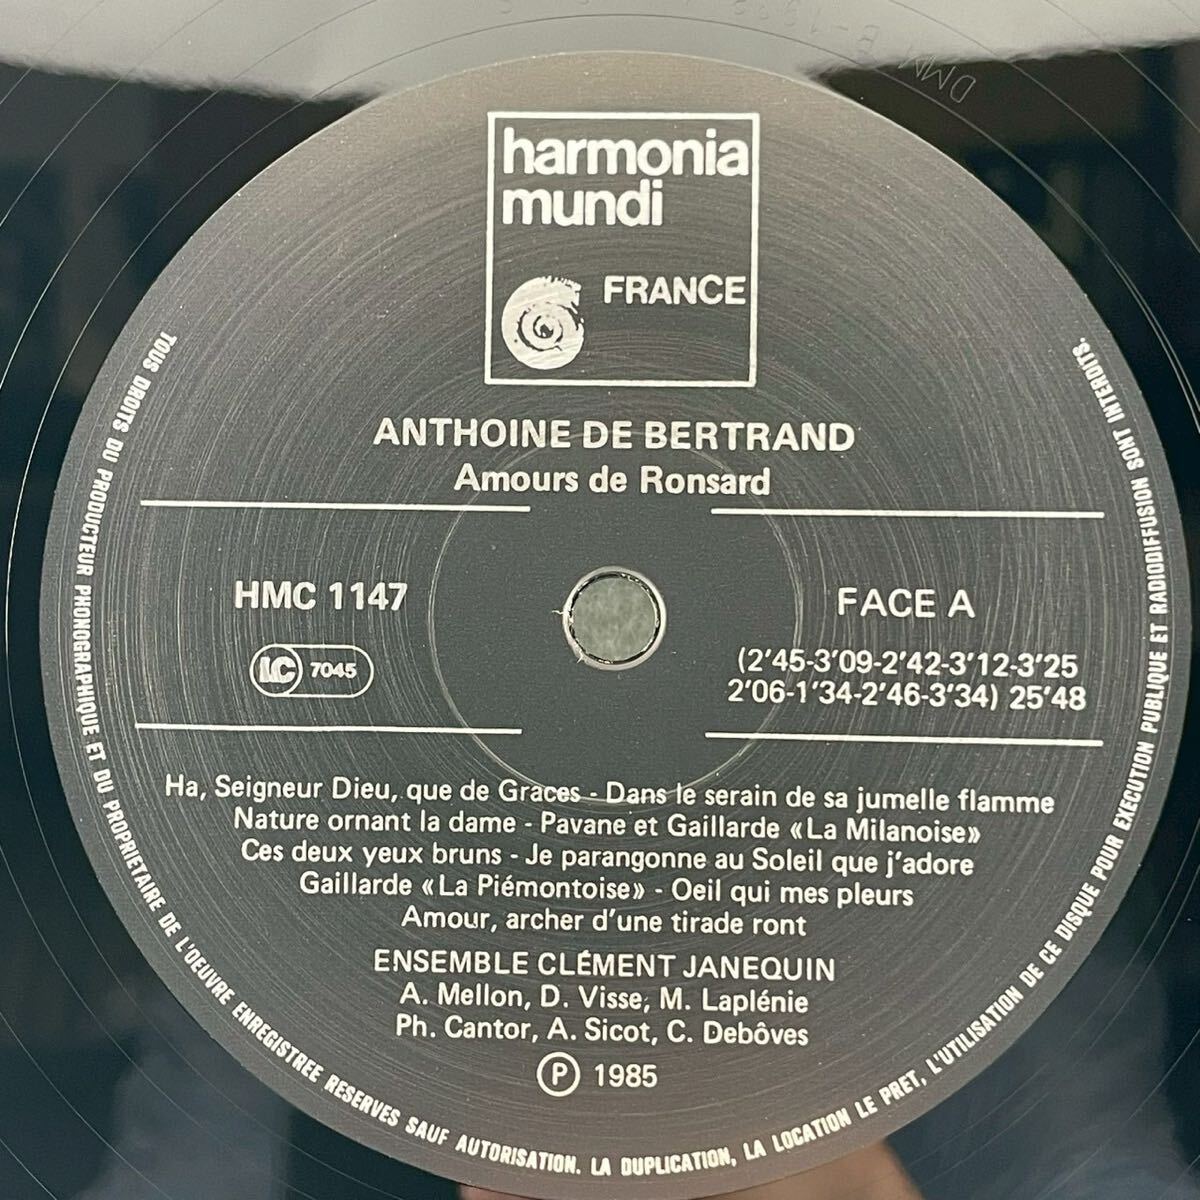 harmonia
mundi
FRANCE
ANTHOINE DE BERTRAND
Amours de Ronsard
HMC 1147
LC 7045
FACE A
(2'45-3'09-2'42-3'12-3'25
2'06-1'34-2'46-3'34) 25'48
Ha, Seigneur Dieu, que de Graces - Dans le serain de sa jumelle flamme
Nature ornant la dame - Pavane et Gaillarde «La Milanoise»
Ces deux yeux bruns - Je parangonne au Soleil que j'adore
Gaillarde «La Piémontoise» - Oeil qui mes pleurs
Amour, archer d'une tirade ront
ENSEMBLE CLÉMENT JANEQUIN
A. Mellon, D. Visse, M. Laplénie
Ph. Cantor, A. Sicot, C. Debôves
℗ 1985
TOUS DROITS DU PRODUCTEUR PHONOGRAPHIQUE ET DU PROPRIETAIRE DE L'OEUVRE ENREGISTREE RESERVES SAUF AUTORISATION. LA DUPLICATION, LA LOCATION LE PRET, L'UTILISATION DE CE DISQUE POUR EXECUTION PUBLIQUE ET RADIODIFFUSION SONT INTERDITS.
DMM